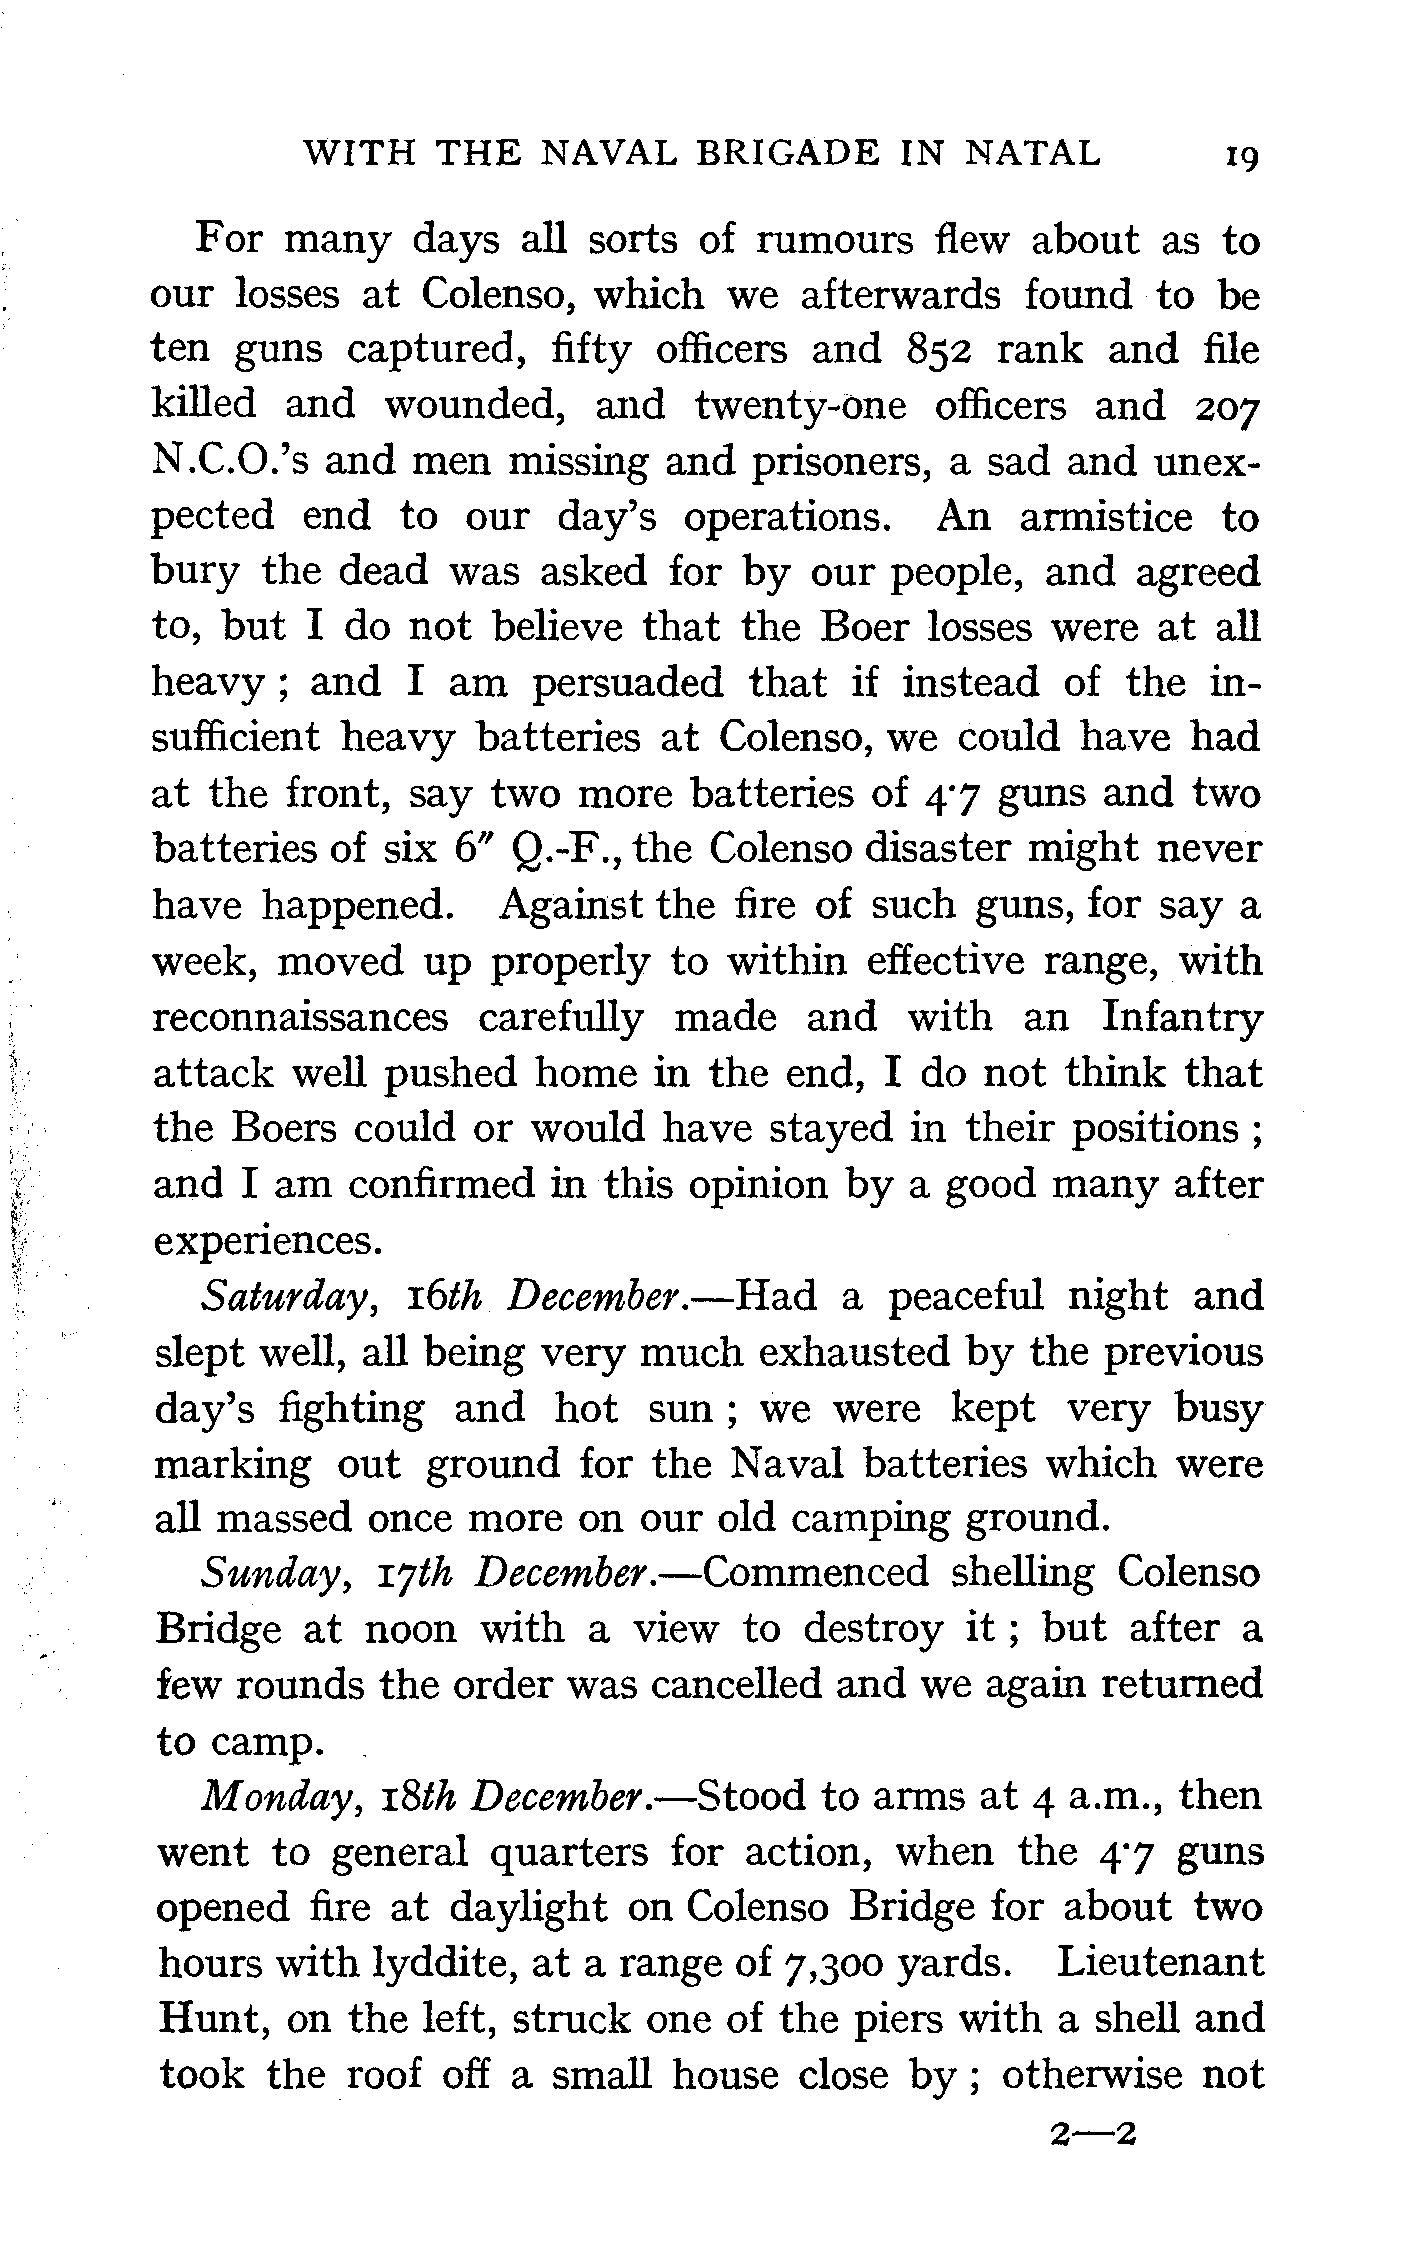 WITH THE NAVAL BRIGADE IN NATAL 19
For many days all sorts of rumours flew about as to
our losses at Colenso, which we afterwards found to be
ten guns captured, fifty officers and 852 rank and file
killed and wounded, and twenty-one officers and 207
N.C.O.'s and men missing and prisoners, a sad and unex-
pected end to our day's operations. An armistice to
bury the dead was asked for by our people, and agreed
to, but I do not believe that the Boer losses were at all
heavy ; and I am persuaded that if instead of the in-
sufficient heavy batteries at Colenso, we could have had
at the front, say two more batteries of 4·7 guns and two
batteries of six 6″ Q.-F., the Colenso disaster might never
have happened. Against the fire of such guns, for say a
week, moved up properly to within effective range, with
reconnaissances carefully made and with an Infantry
attack well pushed home in the end, I do not think that
the Boers could or would have stayed in their positions ;
and I am confirmed in this opinion by a good many after
experiences.
Saturday, 16th December.—Had a peaceful night and
slept well, all being very much exhausted by the previous
day's fighting and hot sun ; we were kept very busy
marking out ground for the Naval batteries which were
all massed once more on our old camping ground.
Sunday, 17th December.—Commenced shelling Colenso
Bridge at noon with a view to destroy it ; but after a
few rounds the order was cancelled and we again returned
to camp.
Monday, 18th December.—Stood to arms at 4 a.m., then
went to general quarters for action, when the 4·7 guns
opened fire at daylight on Colenso Bridge for about two
hours with lyddite, at a range of 7,300 yards. Lieutenant
Hunt, on the left, struck one of the piers with a shell and
took the roof off a small house close by ; otherwise not
2—2